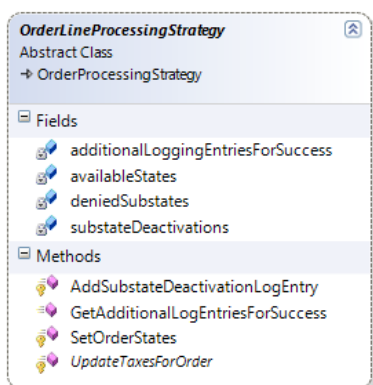 OrderLineProcessingStrategy
Abstract Class
→ OrderProcessingStrategy
Fields
additionalLoggingEntriesForSuccess
availableStates
deniedSubstates
substateDeactivations
Methods
AddSubstateDeactivationLogEntry
GetAdditionalLogEntriesForSuccess
SetOrderStates
UpdateTaxesForOrder